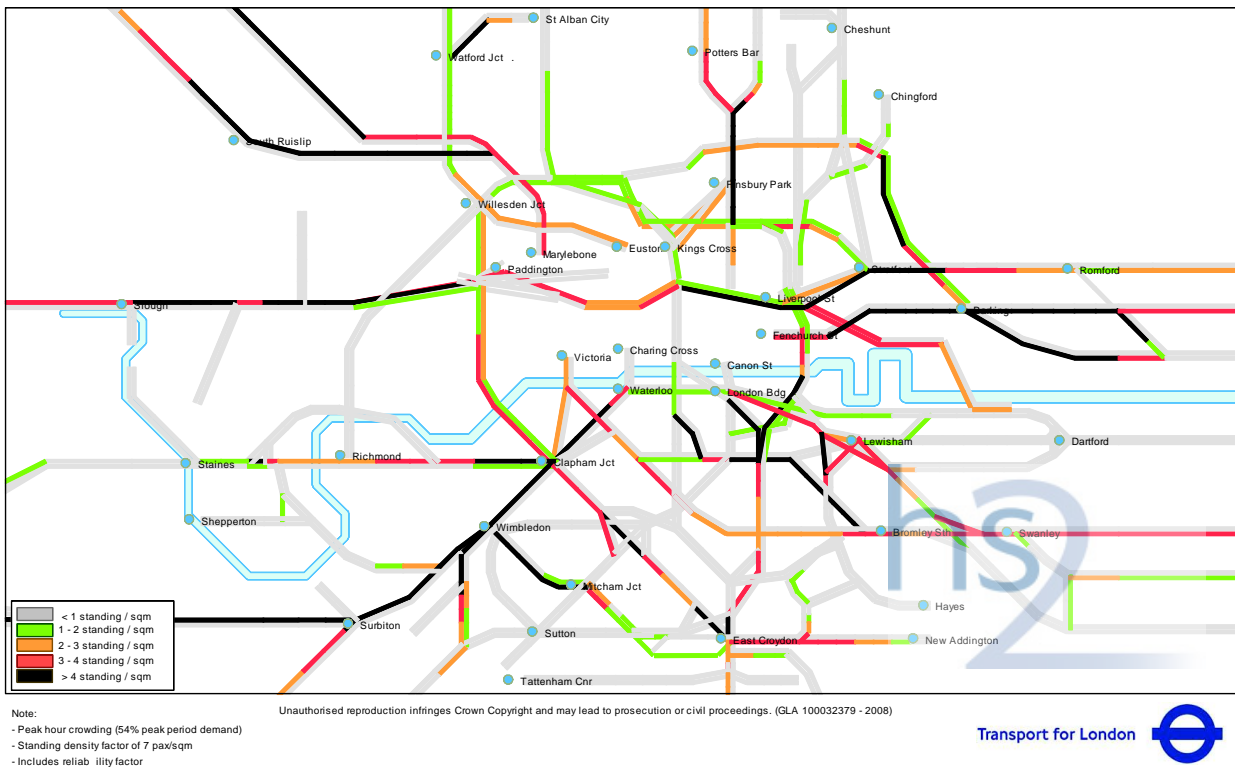 St Alban City
Cheshunt
Watford Jct .
Potters Bar
Chingford
South Ruislip
Finsbury Park
Willesden Jct
Euston
Kings Cross
Marylebone
Paddington
Stratford
Romford
Slough
Liverpool St
Barking
Fenchurch St
Victoria
Charing Cross
Canon St
Waterloo
London Bdg
Lewisham
Dartford
Richmond
Staines
Clapham Jct
Shepperton
Wimbledon
Bromley Sth
Swanley
hs2
Mitcham Jct
Hayes
Surbiton
Sutton
East Croydon
New Addington
Tattenham Cnr
< 1 standing / sqm
1 - 2 standing / sqm
2 - 3 standing / sqm
3 - 4 standing / sqm
> 4 standing / sqm
Note:
Unauthorised reproduction infringes Crown Copyright and may lead to prosecution or civil proceedings. (GLA 100032379 - 2008)
- Peak hour crowding (54% peak period demand)
- Standing density factor of 7 pax/sqm
- Includes reliab ility factor
Transport for London